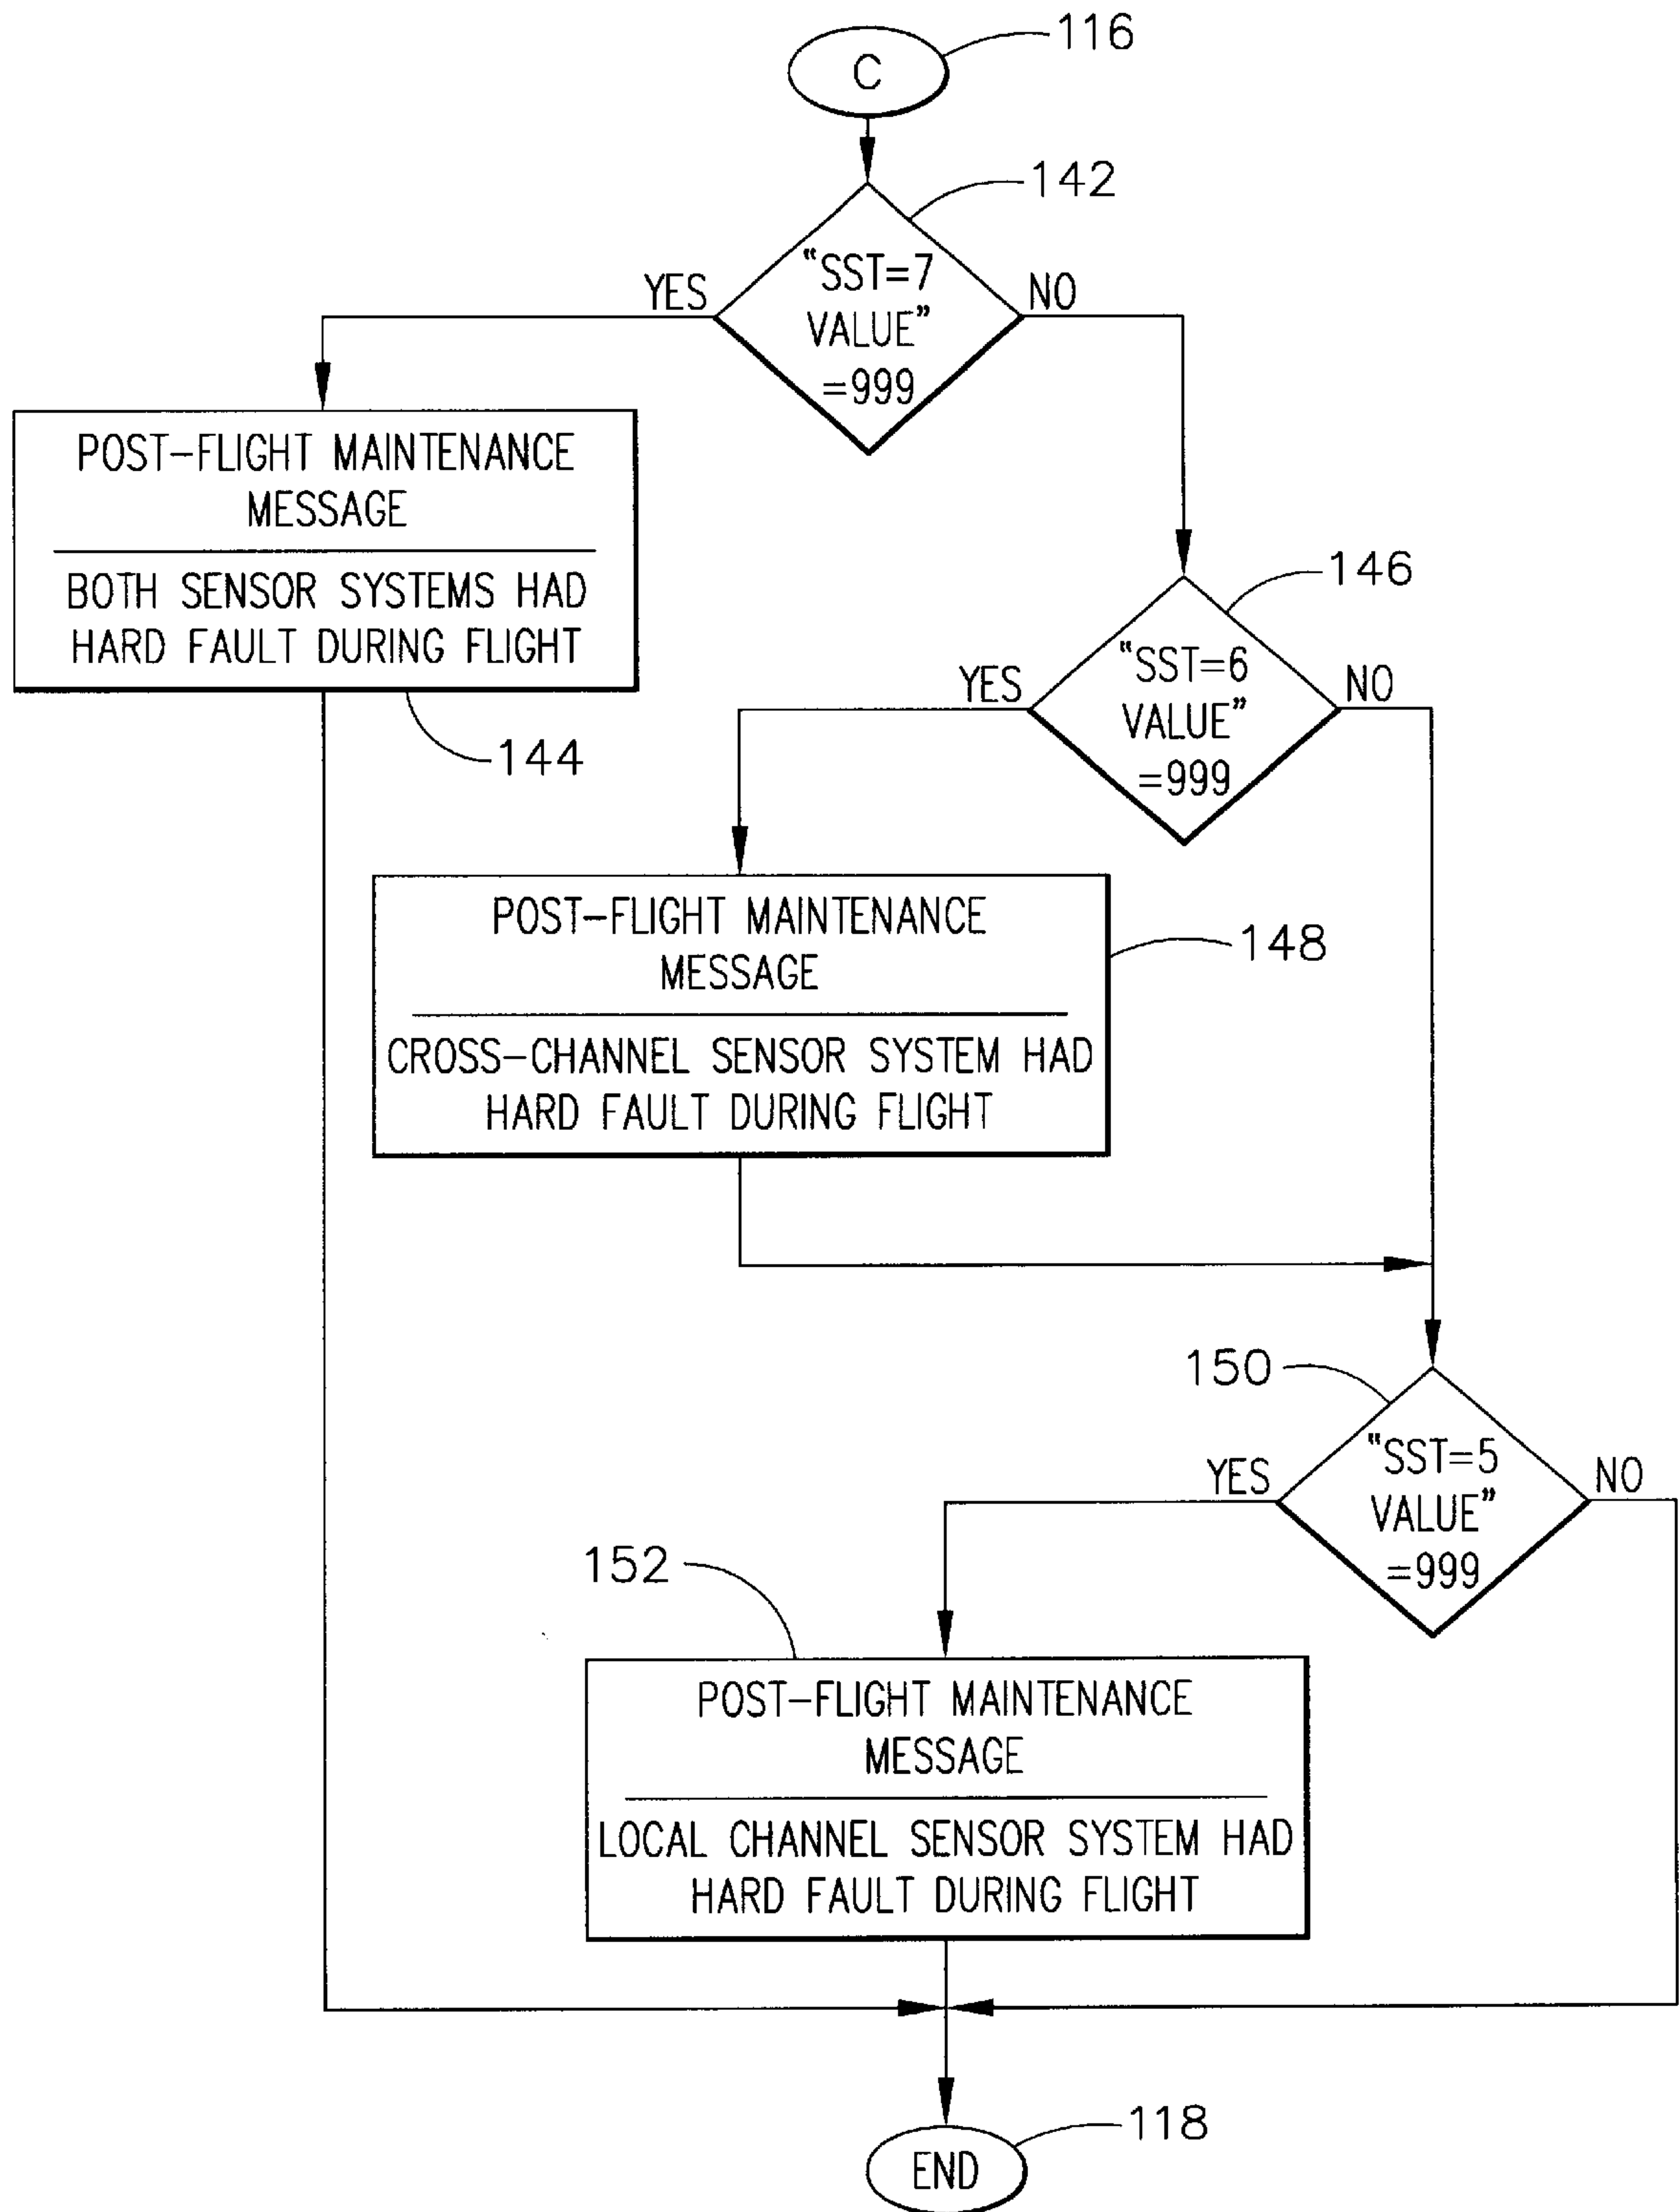 C
116
142
"SST=7
VALUE"
=999
YES
NO
POST-FLIGHT MAINTENANCE
MESSAGE
BOTH SENSOR SYSTEMS HAD
HARD FAULT DURING FLIGHT
144
146
"SST=6
VALUE"
=999
YES
NO
POST-FLIGHT MAINTENANCE
MESSAGE
CROSS-CHANNEL SENSOR SYSTEM HAD
HARD FAULT DURING FLIGHT
148
150
"SST=5
VALUE"
=999
YES
NO
152
POST-FLIGHT MAINTENANCE
MESSAGE
LOCAL CHANNEL SENSOR SYSTEM HAD
HARD FAULT DURING FLIGHT
118
END